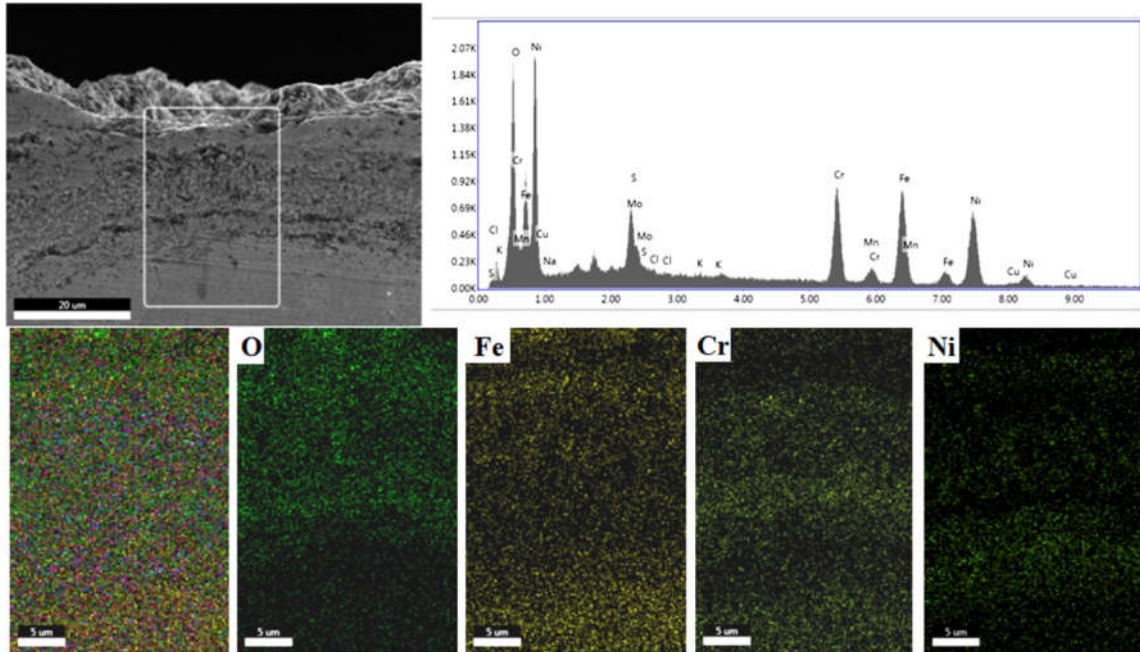 20 um
2.07K
1.84K
1.61K
1.38K
1.15K
0.92K
0.69K
0.46K
0.23K
0.00K
O
Ni
Cr
Fe
Cl
K
S
Mn
Cu
Na
S
Mo
Mo
S
Cl
Cl
K
K
Cr
Mn
Cr
Fe
Mn
Fe
Ni
Cu
Ni
Cu
0.00 1.00 2.00 3.00 4.00 5.00 6.00 7.00 8.00 9.00
O
Fe
Cr
Ni
5 um
5 um
5 um
5 um
5 um